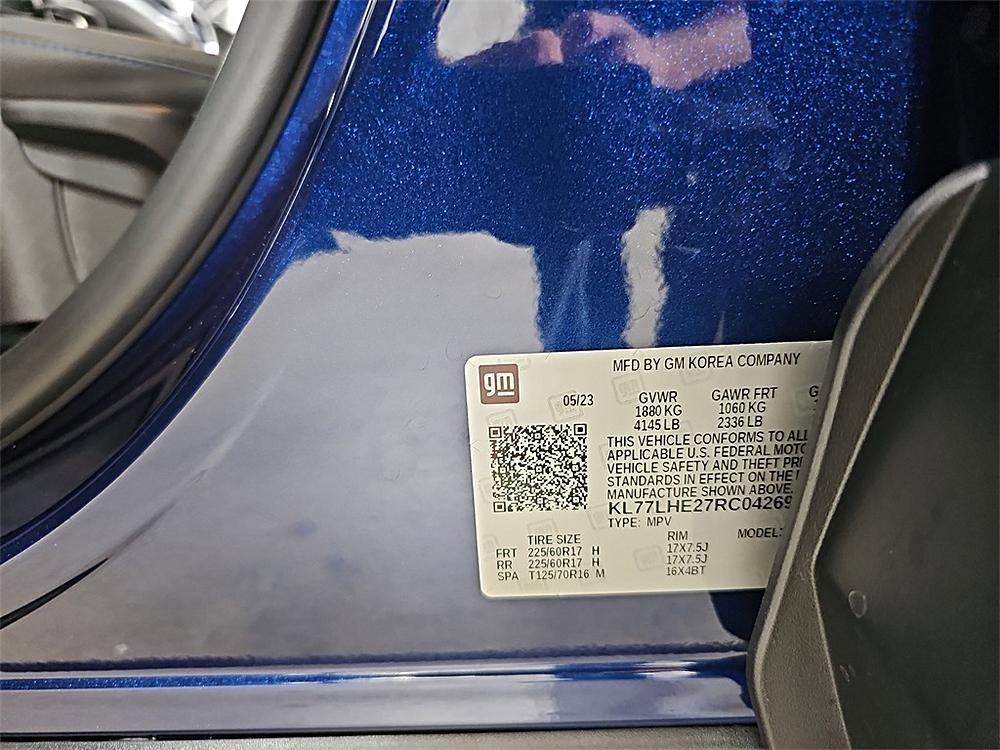 MFD BY GM KOREA COMPANY
gm
05/23 GVWR GAWR FRT G
1880 KG 1060 KG
4145 LB 2336 LB
THIS VEHICLE CONFORMS TO ALL
APPLICABLE U.S. FEDERAL MOTO
VEHICLE SAFETY AND THEFT PRE
STANDARDS IN EFFECT ON THE
MANUFACTURE SHOWN ABOVE.
KL77LHE27RC04269
TYPE: MPV
TIRE SIZE RIM MODEL:
FRT 225/60R17 H 17X7.5J
RR 225/60R17 H 17X7.5J
SPA T125/70R16 M 16X4BT